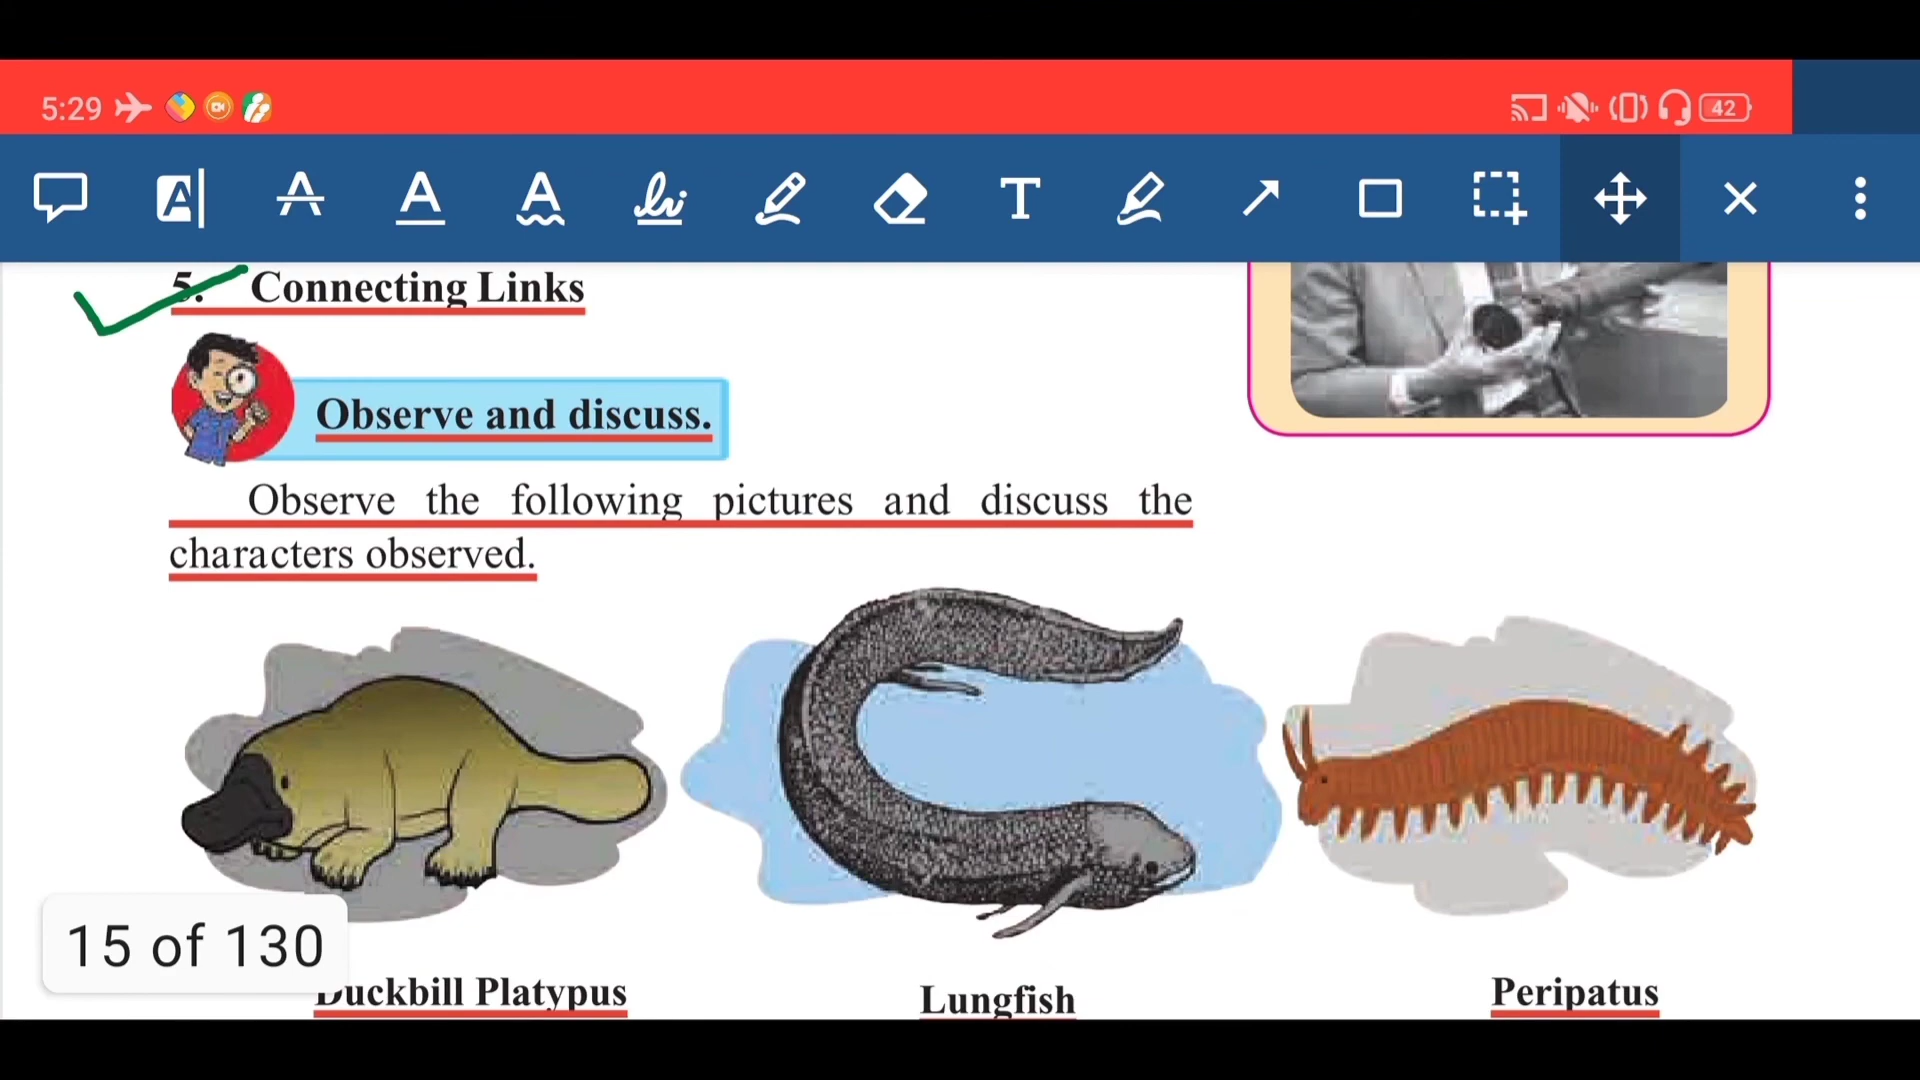 5:29
42
A A A A T
5. Connecting Links
Observe and discuss.
Observe the following pictures and discuss the
characters observed.
15 of 130
Duckbill Platypus
Lungfish
Peripatus